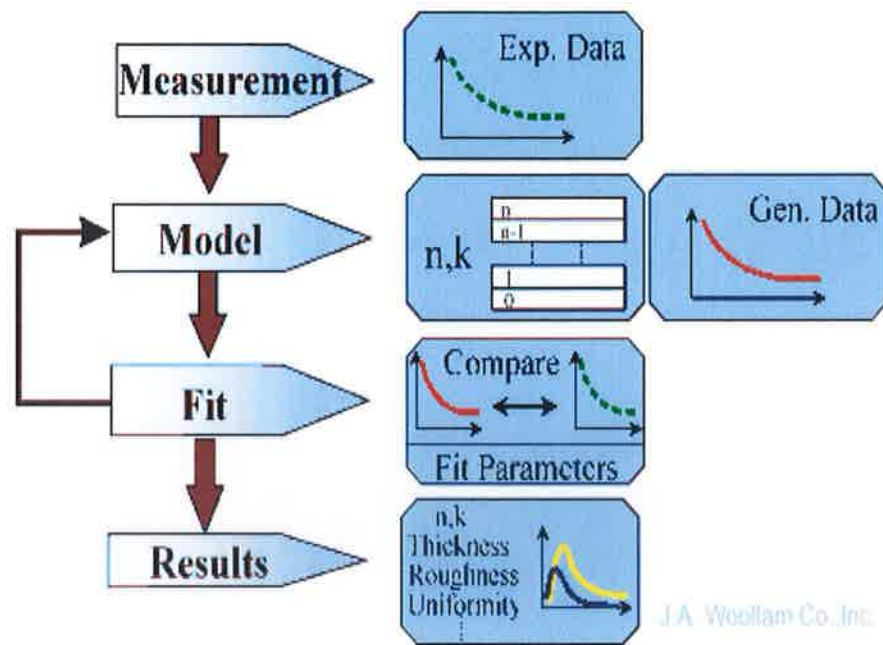 Measurement
Exp. Data
Model
n,k
n
n-1
1
0
Gen. Data
Fit
Compare
Fit Parameters
Results
n,k
Thickness
Roughness
Uniformity
J.A. Woollam Co., Inc.